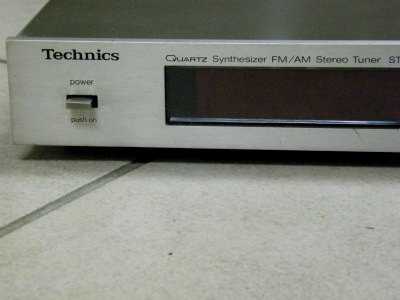 Technics
QUARTZ Synthesizer FM/AM Stereo Tuner ST
power
push on